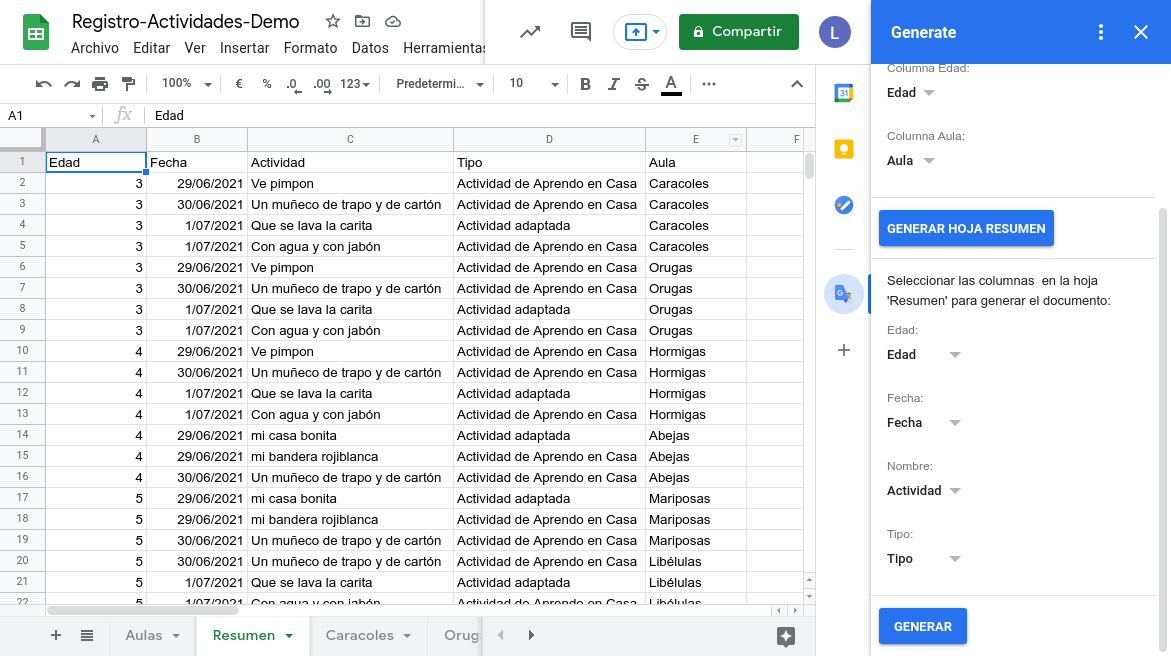 Registro-Actividades-Demo
Archivo Editar Ver Insertar Formato Datos Herramientas
Compartir
L
100% € % .0 .00 123 Predetermi... 10 B I S A
A1 fx Edad
A B C D E F
1 Edad Fecha Actividad Tipo Aula
2 3 29/06/2021 Ve pimpon Actividad de Aprendo en Casa Caracoles
3 3 30/06/2021 Un muñeco de trapo y de cartón Actividad de Aprendo en Casa Caracoles
4 3 1/07/2021 Que se lava la carita Actividad adaptada Caracoles
5 3 1/07/2021 Con agua y con jabón Actividad de Aprendo en Casa Caracoles
6 3 29/06/2021 Ve pimpon Actividad de Aprendo en Casa Orugas
7 3 30/06/2021 Un muñeco de trapo y de cartón Actividad de Aprendo en Casa Orugas
8 3 1/07/2021 Que se lava la carita Actividad adaptada Orugas
9 3 1/07/2021 Con agua y con jabón Actividad de Aprendo en Casa Orugas
10 4 29/06/2021 Ve pimpon Actividad de Aprendo en Casa Hormigas
11 4 30/06/2021 Un muñeco de trapo y de cartón Actividad de Aprendo en Casa Hormigas
12 4 1/07/2021 Que se lava la carita Actividad adaptada Hormigas
13 4 1/07/2021 Con agua y con jabón Actividad de Aprendo en Casa Hormigas
14 4 29/06/2021 mi casa bonita Actividad adaptada Abejas
15 4 29/06/2021 mi bandera rojiblanca Actividad de Aprendo en Casa Abejas
16 4 30/06/2021 Un muñeco de trapo y de cartón Actividad de Aprendo en Casa Abejas
17 5 29/06/2021 mi casa bonita Actividad adaptada Mariposas
18 5 29/06/2021 mi bandera rojiblanca Actividad de Aprendo en Casa Mariposas
19 5 30/06/2021 Un muñeco de trapo y de cartón Actividad de Aprendo en Casa Mariposas
20 5 30/06/2021 Un muñeco de trapo y de cartón Actividad de Aprendo en Casa Libélulas
21 5 1/07/2021 Que se lava la carita Actividad adaptada Libélulas
22 5 1/07/2021 Con agua y con jabón Actividad de Aprendo en Casa Libélulas
Aulas Resumen Caracoles Orug
31
G
Generate
Columna Edad:
Edad
Columna Aula:
Aula
GENERAR HOJA RESUMEN
Seleccionar las columnas en la hoja
'Resumen' para generar el documento:
Edad:
Edad
Fecha:
Fecha
Nombre:
Actividad
Tipo:
Tipo
GENERAR